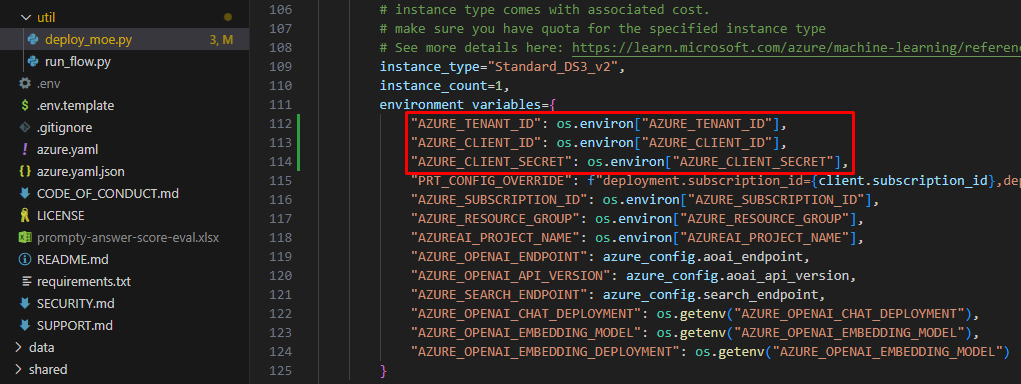 util
deploy_moe.py 3, M
run_flow.py
.env
.env.template
.gitignore
azure.yaml
azure.yaml.json
CODE_OF_CONDUCT.md
LICENSE
prompty-answer-score-eval.xlsx
README.md
requirements.txt
SECURITY.md
SUPPORT.md
data
shared
106 # instance type comes with associated cost.
107 # make sure you have quota for the specified instance type
108 # See more details here: https://learn.microsoft.com/azure/machine-learning/referenc
109 instance_type="Standard_DS3_v2",
110 instance_count=1,
111 environment_variables={
112 "AZURE_TENANT_ID": os.environ["AZURE_TENANT_ID"],
113 "AZURE_CLIENT_ID": os.environ["AZURE_CLIENT_ID"],
114 "AZURE_CLIENT_SECRET": os.environ["AZURE_CLIENT_SECRET"],
115 "PRT_CONFIG_OVERRIDE": f"deployment.subscription_id={client.subscription_id},dep
116 "AZURE_SUBSCRIPTION_ID": os.environ["AZURE_SUBSCRIPTION_ID"],
117 "AZURE_RESOURCE_GROUP": os.environ["AZURE_RESOURCE_GROUP"],
118 "AZUREAI_PROJECT_NAME": os.environ["AZUREAI_PROJECT_NAME"],
119 "AZURE_OPENAI_ENDPOINT": azure_config.aoai_endpoint,
120 "AZURE_OPENAI_API_VERSION": azure_config.aoai_api_version,
121 "AZURE_SEARCH_ENDPOINT": azure_config.search_endpoint,
122 "AZURE_OPENAI_CHAT_DEPLOYMENT": os.getenv("AZURE_OPENAI_CHAT_DEPLOYMENT"),
123 "AZURE_OPENAI_EMBEDDING_MODEL": os.getenv("AZURE_OPENAI_EMBEDDING_MODEL"),
124 "AZURE_OPENAI_EMBEDDING_DEPLOYMENT": os.getenv("AZURE_OPENAI_EMBEDDING_MODEL")
125 }